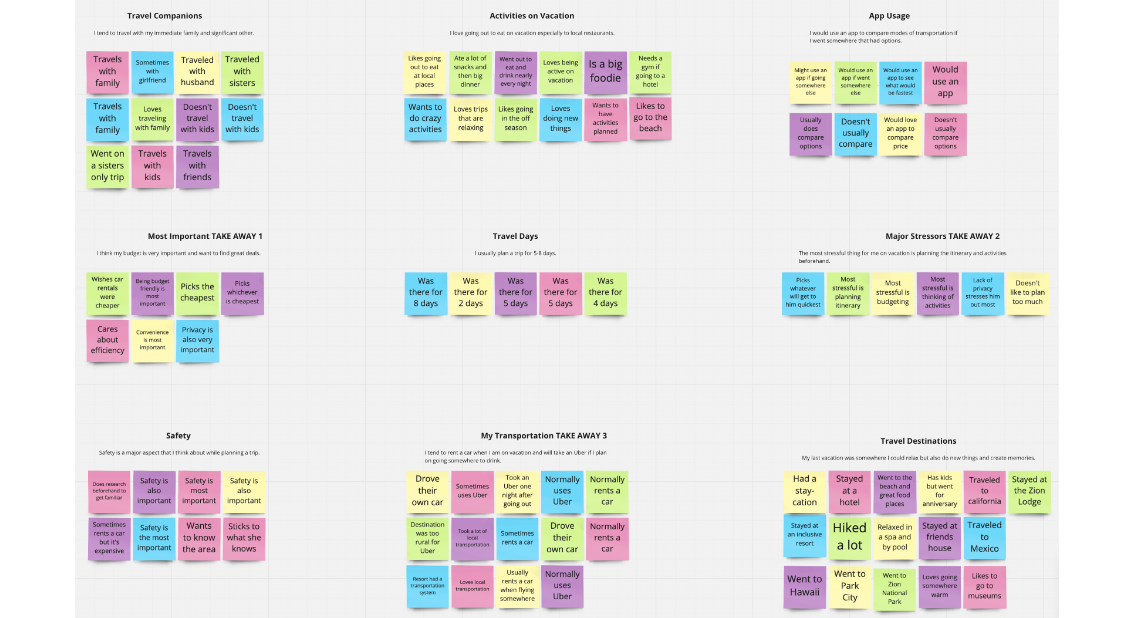 Travel Companions
I tend to travel with my immediate family and significant other.
Travels
with
family
Sometimes
with
girlfriend
Traveled
with
husband
Traveled
with
sisters
Travels
with
family
Loves
traveling
with family
Doesn't
travel
with kids
Doesn't
travel
with kids
Went on
a sisters
only trip
Travels
with
kids
Travels
with
friends
Activities on Vacation
I love going out to eat on vacation especially to local restaurants.
Likes going
out to eat
at local
places
Ate a lot of
snacks and
then big
dinner
Went out to
eat and
drink nearly
every night
Loves being
active on
vacation
Is a big
foodie
Needs a
gym if
going to a
hotel
Wants to
do crazy
activities
Loves trips
that are
relaxing
Likes going
in the off
season
Loves
doing new
things
Wants to
have
activities
planned
Likes to
go to the
beach
App Usage
I would use an app to compare modes of transportation if
I went somewhere that had options.
Might use an
app if going
somewhere
else
Would use an
app if went
somewhere
else
Would use an
app to see
what would
be fastest
Would
use an
app
Usually
does
compare
options
Doesn't
usually
compare
Would love
an app to
compare
price
Doesn't
usually
compare
options
Most Important TAKE AWAY 1
I think my budget is very important and want to find great deals.
Wishes car
rentals
were
cheaper
Being budget
friendly is
most
important
Picks the
cheapest
Picks
whichever
is cheapest
Cares
about
efficiency
Convenience
is most
important
Privacy is
also very
important
Travel Days
I usually plan a trip for 5-8 days.
Was
there for
8 days
Was
there for
2 days
Was
there for
5 days
Was
there for
5 days
Was
there for
4 days
Major Stressors TAKE AWAY 2
The most stressful thing for me on vacation is planning the itinerary and activities
beforehand.
Picks
whatever
will get to
him quickest
Most
stressful is
planning
itinerary
Most
stressful is
budgeting
Most
stressful is
thinking of
activities
Lack of
privacy
stresses him
out most
Doesn't
like to plan
too much
Safety
Safety is a major aspect that I think about while planning a trip.
Does research
beforehand to
get familiar
Safety is
also
important
Safety is
most
important
Safety is
also
important
Sometimes
rents a car
but it's
expensive
Safety is
the most
important
Wants
to know
the area
Sticks to
what she
knows
My Transportation TAKE AWAY 3
I tend to rent a car when I am on vacation and will take an Uber if I plan
on going somewhere to drink.
Drove
their
own car
Sometimes
uses Uber
Took an
Uber one
night after
going out
Normally
uses
Uber
Normally
rents a
car
Destination
was too
rural for
Uber
Took a lot of
local
transportation
Sometimes
rents a car
Drove
their
own car
Normally
rents a
car
Resort had a
transportation
system
Loves local
transportation
Usually
rents a car
when flying
somewhere
Normally
uses
Uber
Travel Destinations
My last vacation was somewhere I could relax but also do new things and create memories.
Had a
stay-
cation
Stayed
at a
hotel
Went to the
beach and
great food
places
Has kids
but went
for
anniversary
Traveled
to
california
Stayed at
the Zion
Lodge
Stayed at
an inclusive
resort
Hiked
a lot
Relaxed in
a spa and
by pool
Stayed at
friends
house
Traveled
to
Mexico
Went to
Hawaii
Went to
Park
City
Went to
Zion
National
Park
Loves going
somewhere
warm
Likes to
go to
museums